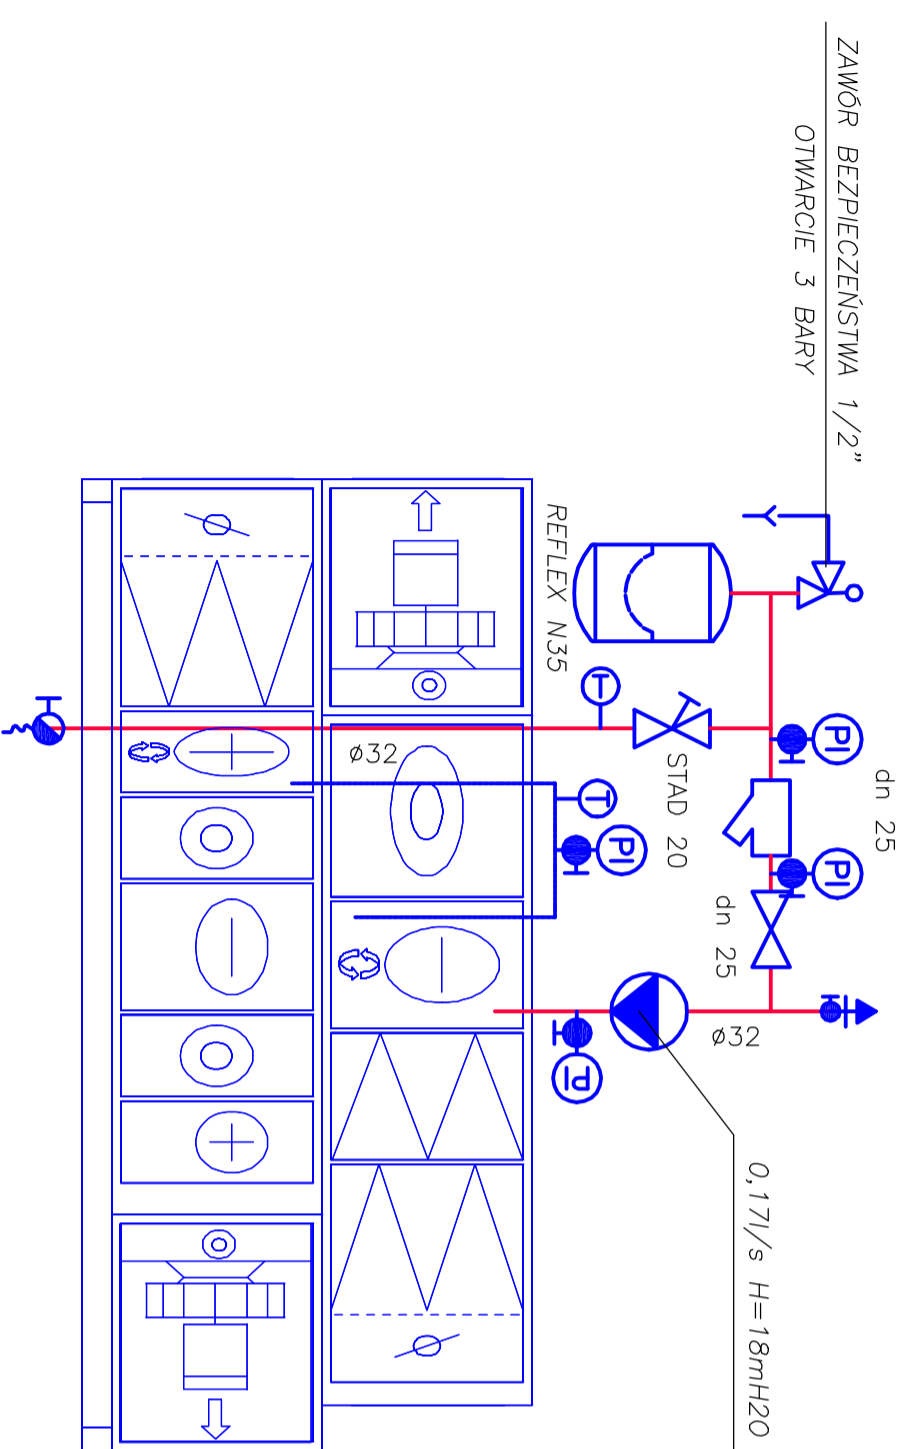 ZAWÓR BEZPIECZEŃSTWA 1/2"
OTWARCIE 3 BARY
dn 25
PI
PI
dn 25
STAD 20
T
REFLEX N35
T
PI
ø32
ø32
PI
0,17l/s H=18mH2O